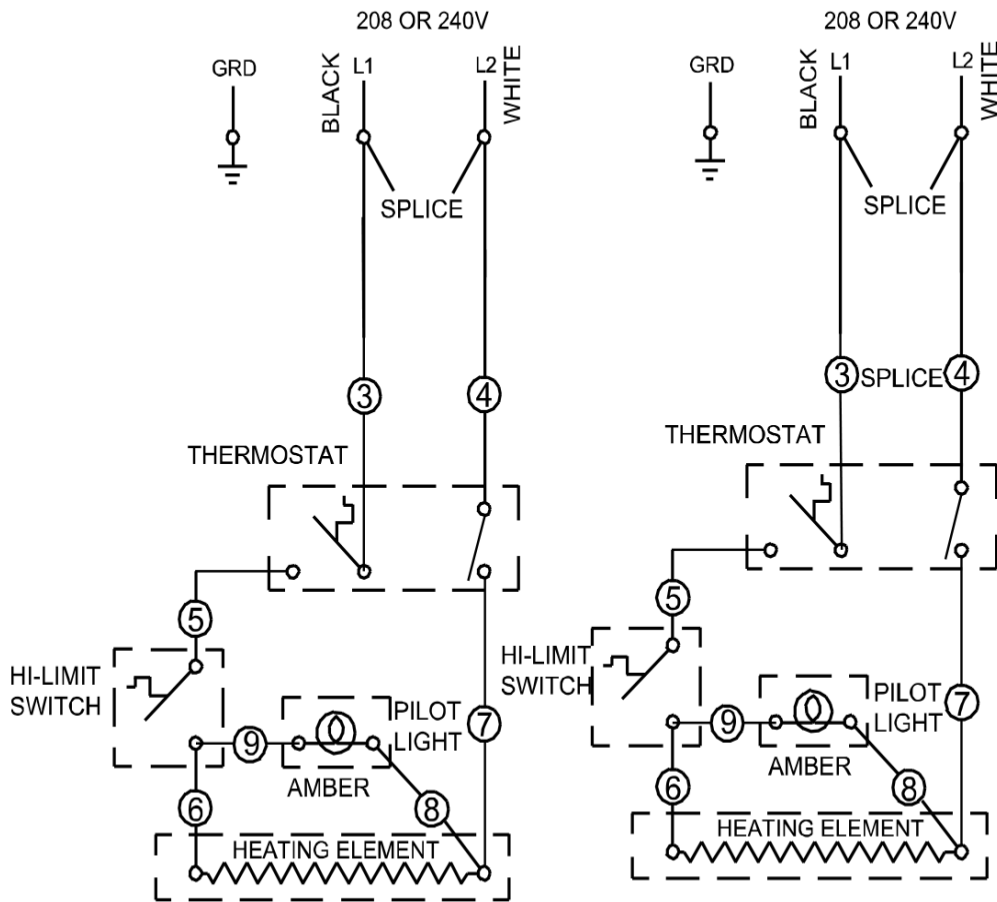 208 OR 240V
GRD
BLACK
L1
L2
WHITE
SPLICE
3
4
THERMOSTAT
5
HI-LIMIT
SWITCH
9
PILOT
LIGHT
7
AMBER
6
8
HEATING ELEMENT
208 OR 240V
GRD
BLACK
L1
L2
WHITE
SPLICE
3
SPLICE
4
THERMOSTAT
5
HI-LIMIT
SWITCH
9
PILOT
LIGHT
7
AMBER
6
8
HEATING ELEMENT